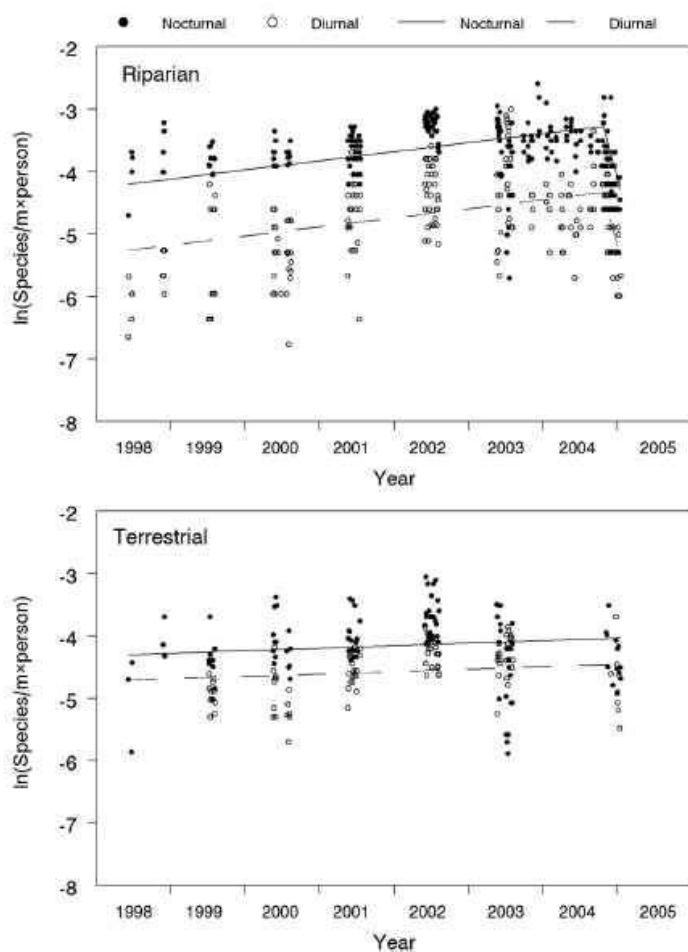 Nocturnal Diurnal Nocturnal Diurnal
-2
Riparian
-3
-4
-5
-6
-7
-8
ln(Species/m×person)
1998 1999 2000 2001 2002 2003 2004 2005
Year
-2
Terrestrial
-3
-4
-5
-6
-7
-8
ln(Species/m×person)
1998 1999 2000 2001 2002 2003 2004 2005
Year